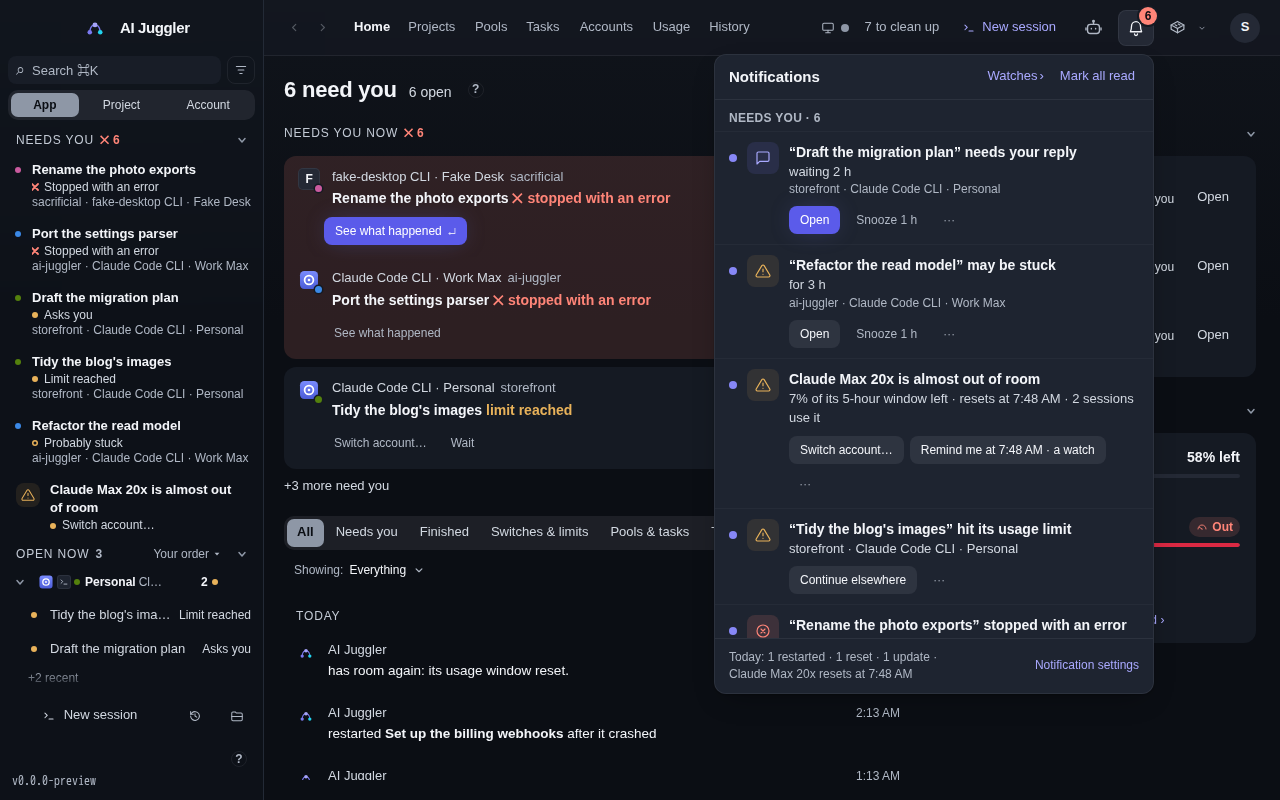 AI Juggler
Search ⌘K
App Project Account
NEEDS YOU 6
Rename the photo exports
Stopped with an error
sacrificial · fake-desktop CLI · Fake Desk
Port the settings parser
Stopped with an error
ai-juggler · Claude Code CLI · Work Max
Draft the migration plan
Asks you
storefront · Claude Code CLI · Personal
Tidy the blog's images
Limit reached
storefront · Claude Code CLI · Personal
Refactor the read model
Probably stuck
ai-juggler · Claude Code CLI · Work Max
Claude Max 20x is almost out
of room
Switch account…
OPEN NOW 3 Your order
Personal Cl… 2
Tidy the blog's ima… Limit reached
Draft the migration plan Asks you
+2 recent
New session
?
v0.0.0-preview
Home Projects Pools Tasks Accounts Usage History
7 to clean up New session 6 S
6 need you 6 open ?
NEEDS YOU NOW 6
F
fake-desktop CLI · Fake Desk sacrificial
Rename the photo exports stopped with an error
See what happened
Claude Code CLI · Work Max ai-juggler
Port the settings parser stopped with an error
See what happened
Claude Code CLI · Personal storefront
Tidy the blog's images limit reached
Switch account… Wait
+3 more need you
All Needs you Finished Switches & limits Pools & tasks
Showing: Everything
TODAY
AI Juggler
has room again: its usage window reset.
AI Juggler 2:13 AM
restarted Set up the billing webhooks after it crashed
AI Juggler 1:13 AM
you Open
you Open
you Open
58% left
Out
Notifications Watches › Mark all read
NEEDS YOU · 6
“Draft the migration plan” needs your reply
waiting 2 h
storefront · Claude Code CLI · Personal
Open Snooze 1 h ···
“Refactor the read model” may be stuck
for 3 h
ai-juggler · Claude Code CLI · Work Max
Open Snooze 1 h ···
Claude Max 20x is almost out of room
7% of its 5-hour window left · resets at 7:48 AM · 2 sessions
use it
Switch account… Remind me at 7:48 AM · a watch
···
“Tidy the blog's images” hit its usage limit
storefront · Claude Code CLI · Personal
Continue elsewhere ···
“Rename the photo exports” stopped with an error
Today: 1 restarted · 1 reset · 1 update ·
Claude Max 20x resets at 7:48 AM
Notification settings